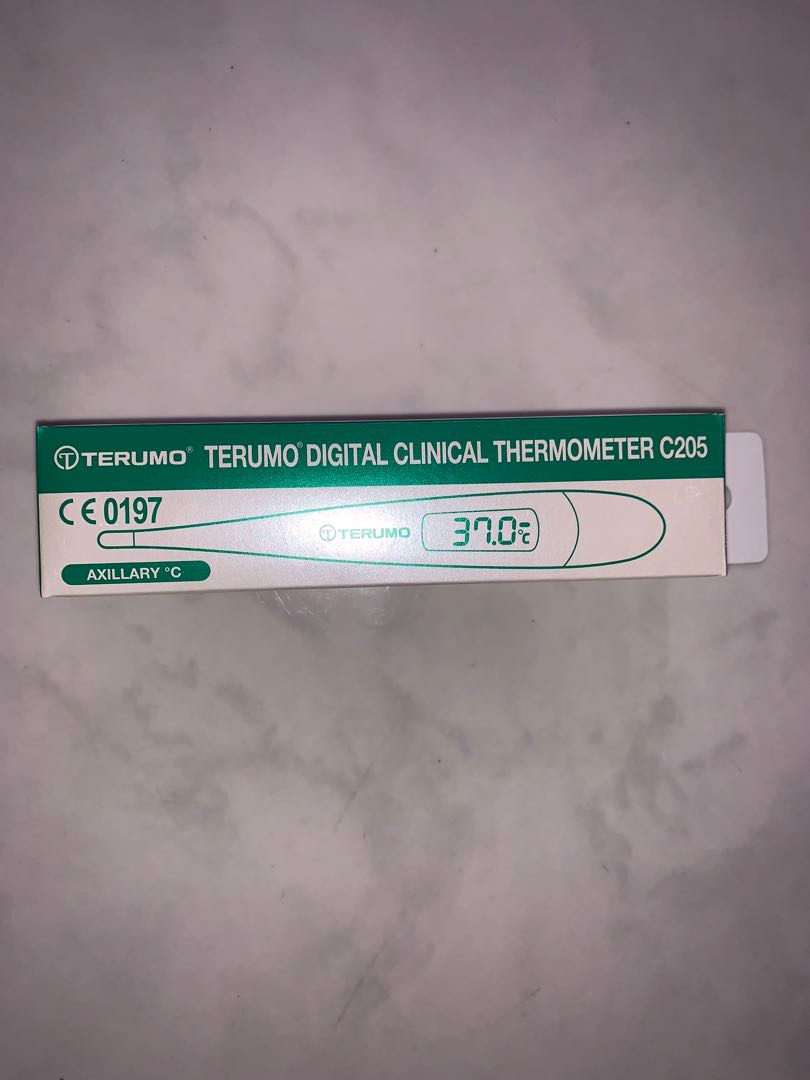 TERUMO® TERUMO® DIGITAL CLINICAL THERMOMETER C205
CE 0197
TERUMO 37.0 °C
AXILLARY °C